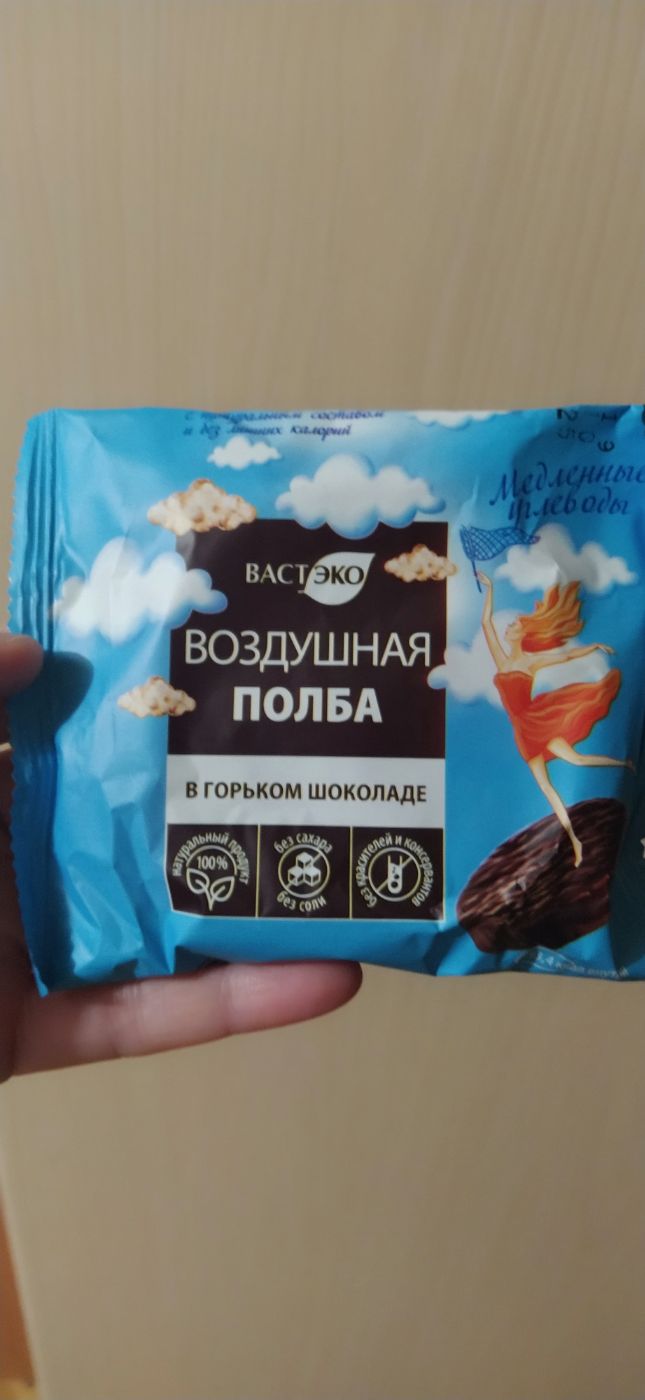 с натуральным составом
и без лишних калорий
Медленные
углеводы
ВАСТЭКО
ВОЗДУШНАЯ
ПОЛБА
В ГОРЬКОМ ШОКОЛАДЕ
натуральный продукт
100%
без сахара
без соли
без красителей и консервантов